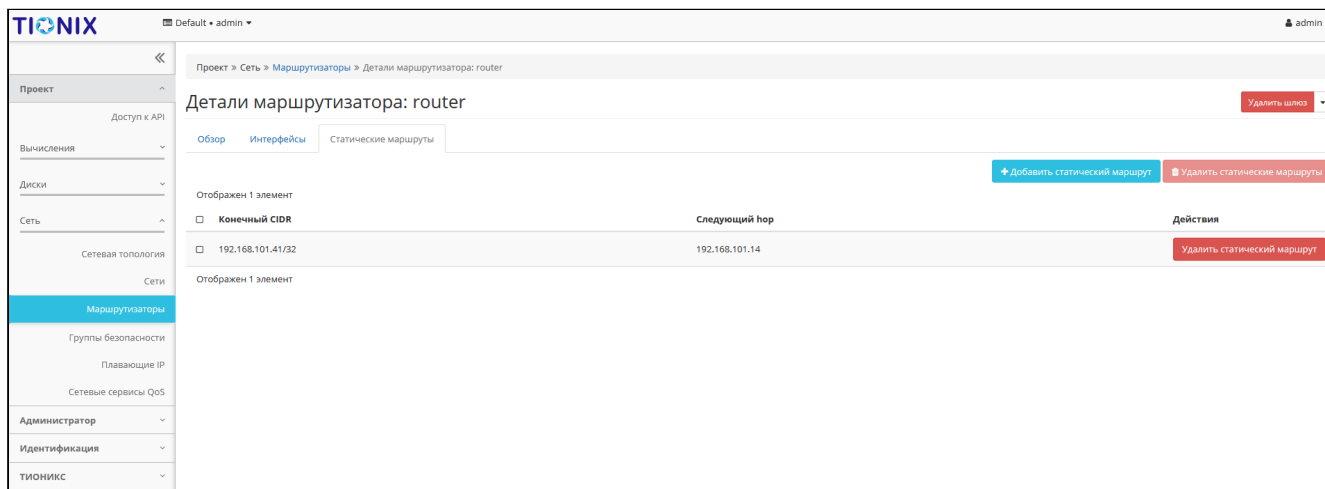 TIONIX
Default • admin
admin
Проект » Сеть » Маршрутизаторы » Детали маршрутизатора: router
Проект
Доступ к API
Вычисления
Диски
Сеть
Сетевая топология
Сети
Маршрутизаторы
Группы безопасности
Плавающие IP
Сетевые сервисы QoS
Администратор
Идентификация
ТИОНИКС
Детали маршрутизатора: router
Удалить шлюз
Обзор Интерфейсы Статические маршруты
Добавить статический маршрут Удалить статические маршруты
Отображен 1 элемент
Конечный CIDR Следующий hop Действия
192.168.101.41/32 192.168.101.14 Удалить статический маршрут
Отображен 1 элемент